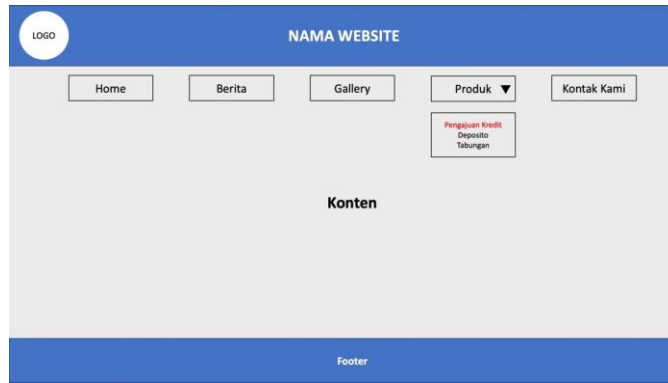 LOGO
NAMA WEBSITE
Home
Berita
Gallery
Produk
Kontak Kami
Pengajuan Kredit
Deposito
Tabungan
Konten
Footer